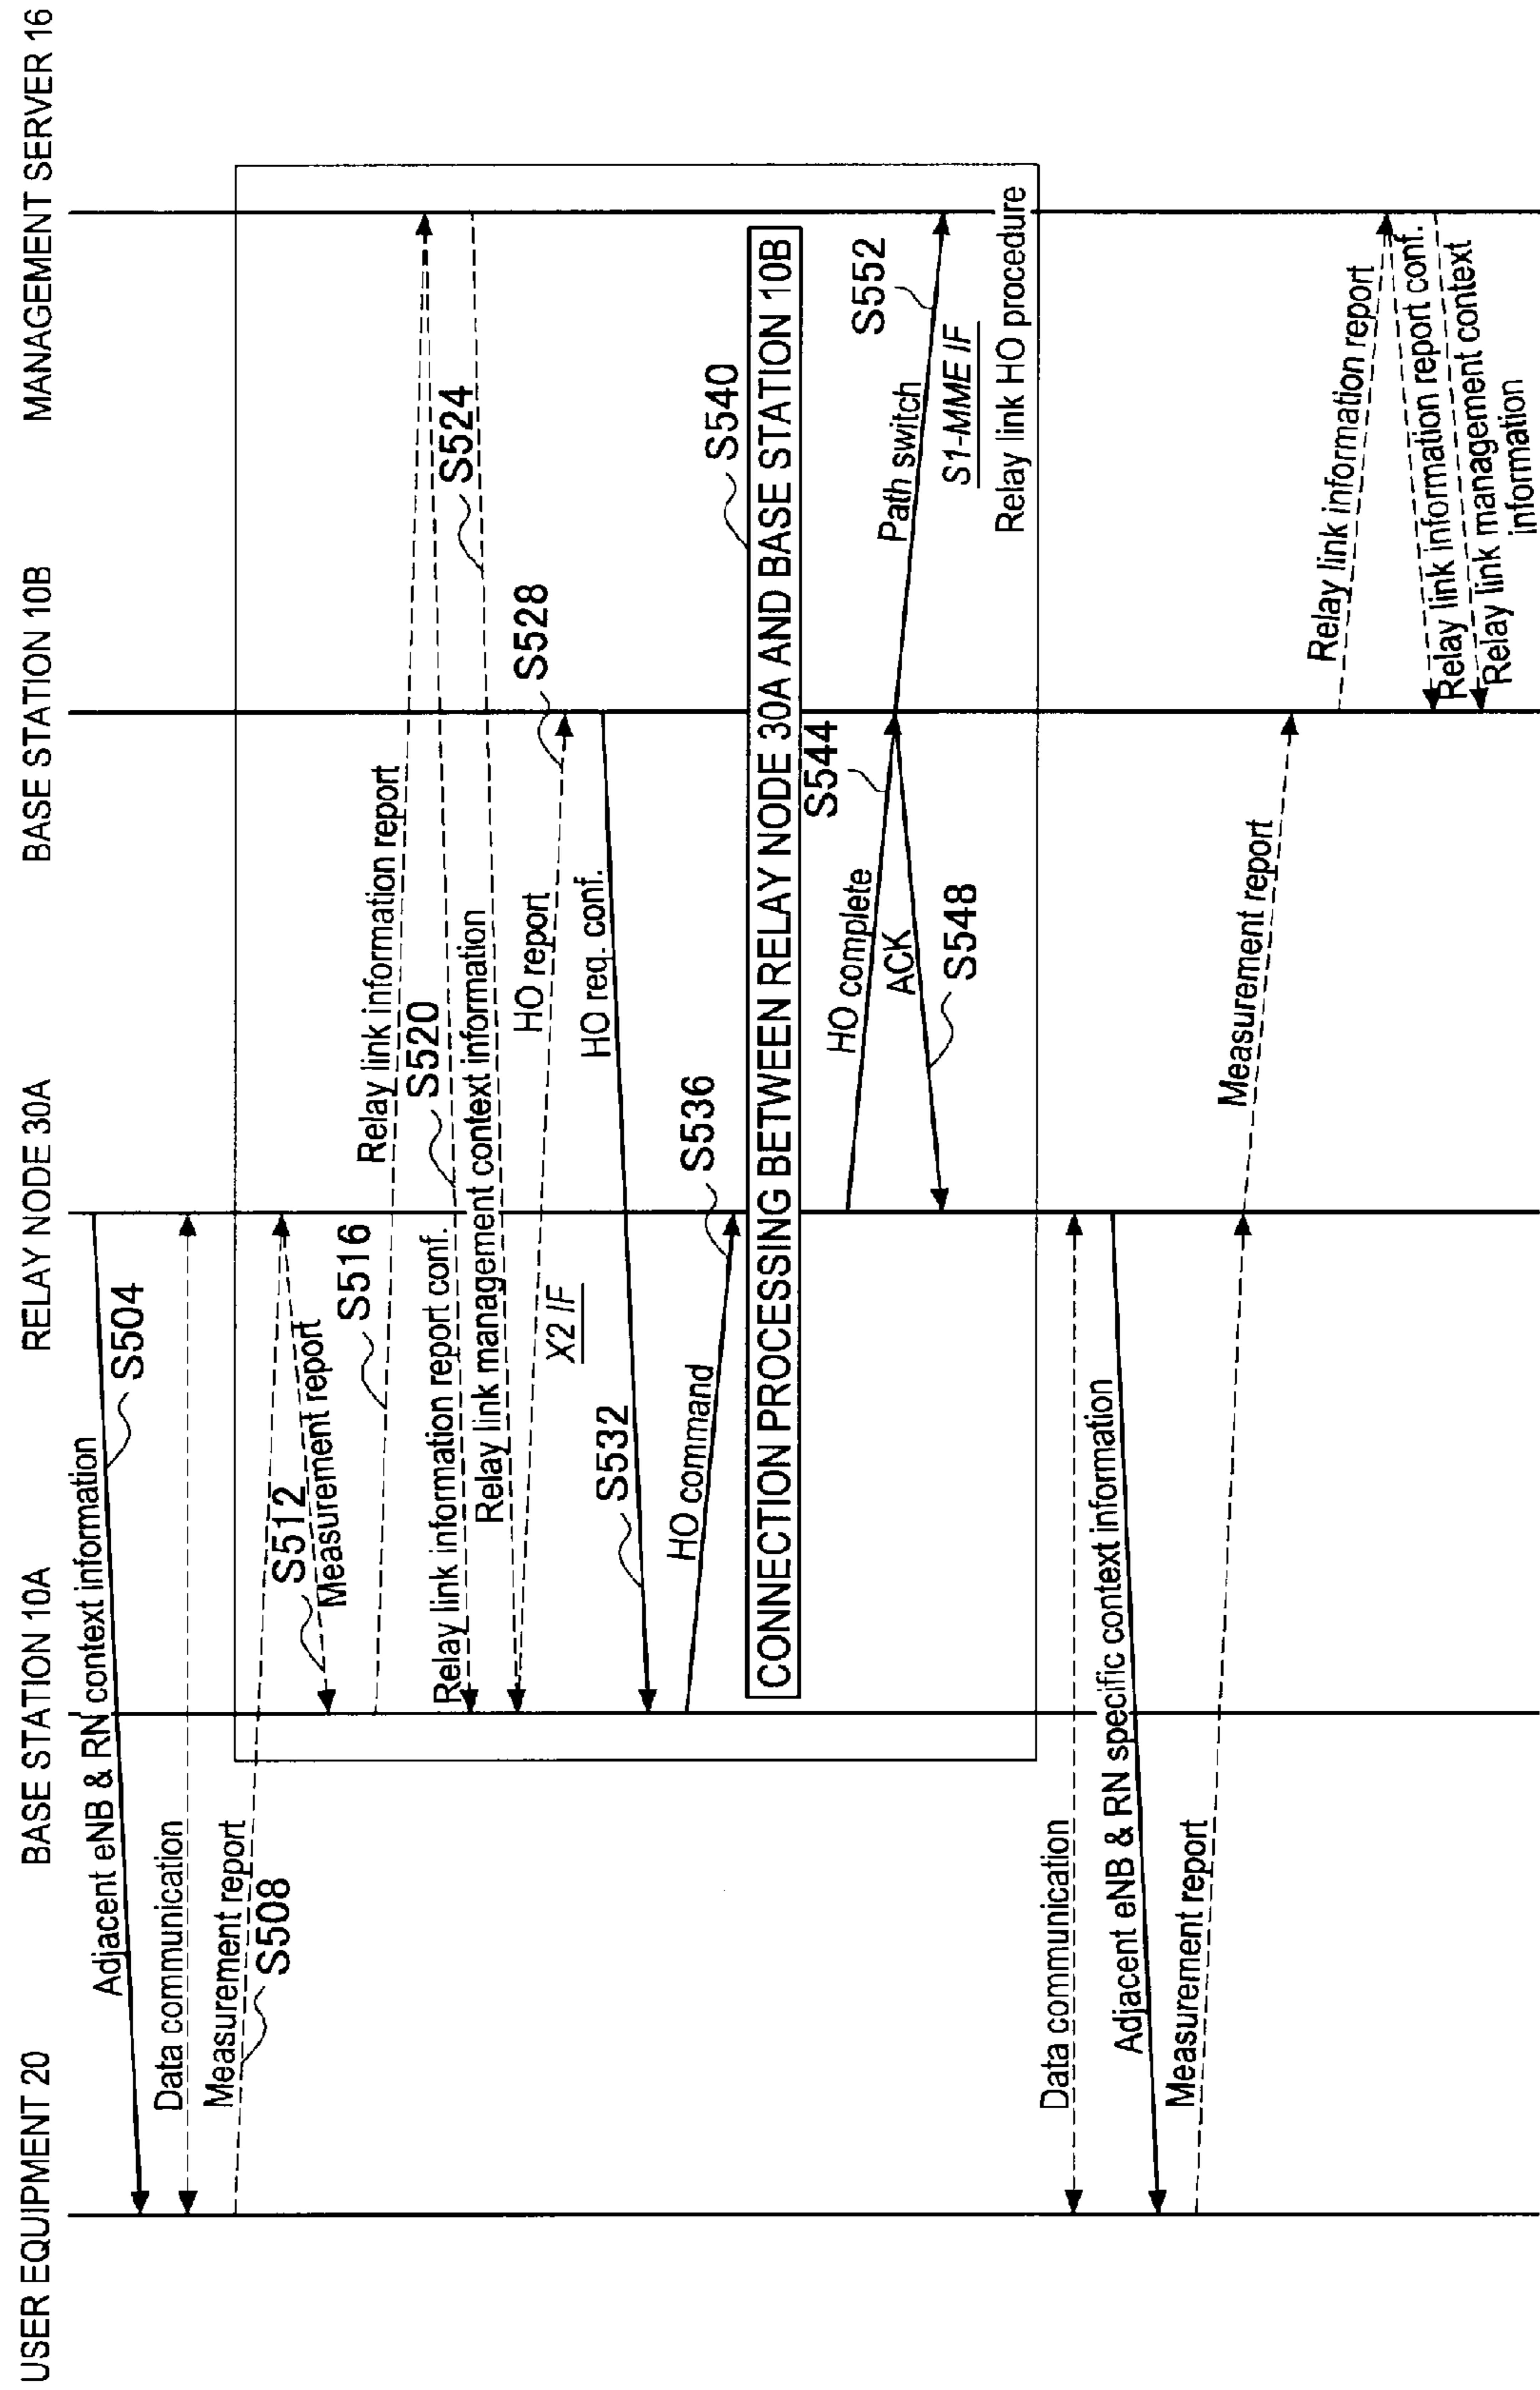 USER EQUIPMENT 20
BASE STATION 10A
RELAY NODE 30A
BASE STATION 10B
MANAGEMENT SERVER 16
Adjacent eNB & RN context information
S504
Data communication
Measurement report
S508
S512
Measurement report
S516
Relay link information report
Relay link information report conf.
S520
S524
Relay link management context information
HO report
S528
X2 IF
HO req. conf.
S532
HO command
S536
S540
CONNECTION PROCESSING BETWEEN RELAY NODE 30A AND BASE STATION 10B
S544
HO complete
ACK
S548
Path switch
S552
S1-MME IF
Relay link HO procedure
Data communication
Adjacent eNB & RN specific context information
Measurement report
Measurement report
Relay link information report
Relay link information report conf.
Relay link management context
information